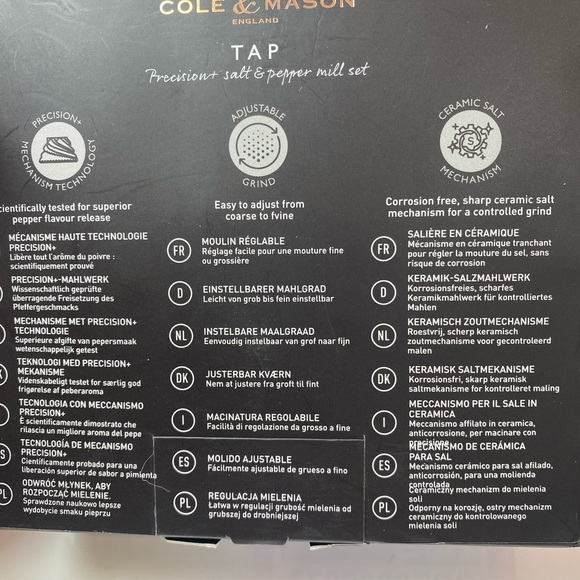 COLE & MASON
ENGLAND
TAP
Precision+ salt & pepper mill set
PRECISION+
MECHANISM TECHNOLOGY
Scientifically tested for superior
pepper flavour release
MÉCANISME HAUTE TECHNOLOGIE
PRECISION+
Libère tout l'arôme du poivre :
scientifiquement prouvé
PRECISION+-MAHLWERK
Wissenschaftlich geprüfte
überragende Freisetzung des
Pfeffergeschmacks
MECHANISME MET PRECISION+
TECHNOLOGIE
Superieure afgifte van pepersmaak
wetenschappelijk getest
K
TEKNOLOGI MED PRECISION+
MEKANISME
Videnskabeligt testet for særlig god
frigørelse af peberaroma
TECNOLOGIA CON MECCANISMO
PRECISION+
È scientificamente dimostrato che
rilascia un migliore aroma del pepe
ES
TECNOLOGÍA DE MECANISMO
PRECISION+
Científicamente probado para una
liberación superior de sabor a pimienta
PL
ODWRÓĆ MŁYNEK, ABY
ROZPOCZĄĆ MIELENIE.
Sprawdzone naukowo lepsze
wydobycie smaku pieprzu
ADJUSTABLE
GRIND
Easy to adjust from
coarse to fvine
FR
MOULIN RÉGLABLE
Réglage facile pour une mouture fine
ou grossière
D
EINSTELLBARER MAHLGRAD
Leicht von grob bis fein einstellbar
NL
INSTELBARE MAALGRAAD
Eenvoudig instelbaar van grof naar fijn
DK
JUSTERBAR KVÆRN
Nem at justere fra groft til fint
I
MACINATURA REGOLABILE
Facilità di regolazione da grosso a fino
ES
MOLIDO AJUSTABLE
Fácilmente ajustable de grueso a fino
PL
REGULACJA MIELENIA
Łatwa w regulacji grubość mielenia od
grubszej do drobniejszej
CERAMIC SALT
S
MECHANISM
Corrosion free, sharp ceramic salt
mechanism for a controlled grind
FR
SALIÈRE EN CÉRAMIQUE
Mécanisme en céramique tranchant
pour régler la mouture du sel, sans
risque de corrosion
D
KERAMIK-SALZMAHLWERK
Korrosionsfreies, scharfes
Keramikmahlwerk für kontrolliertes
Mahlen
NL
KERAMISCH ZOUTMECHANISME
Roestvrij, scherp keramisch
zoutmechanisme voor gecontroleerd
malen
DK
KERAMISK SALTMEKANISME
Korrosionsfri, skarp keramisk
saltmekanisme for kontrolleret maling
I
MECCANISMO PER IL SALE IN
CERAMICA
Meccanismo affilato in ceramica,
anticorrosione, per macinare con
precisione
ES
MECANISMO DE CERÁMICA
PARA SAL
Mecanismo cerámico para sal afilado,
anticorrosión, para una molienda
controlada
PL
Ceramiczny mechanizm do mielenia
soli
Odporny na korozję, ostry mechanizm
ceramiczny do kontrolowanego
mielenia soli